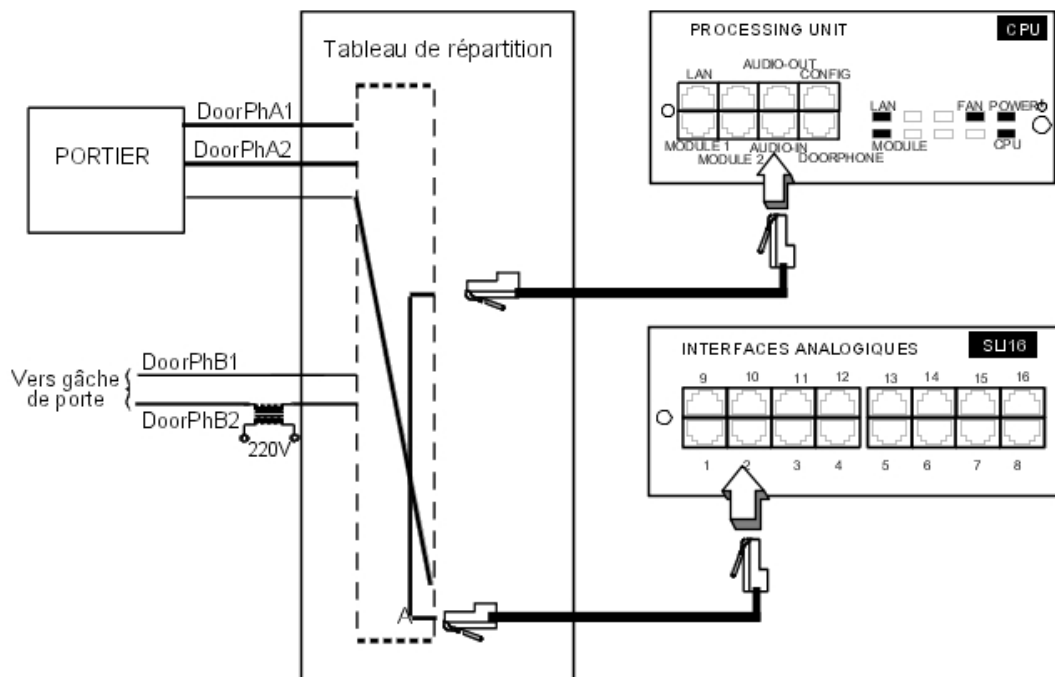 Tableau de répartition
DoorPhA1
DoorPhA2
PORTIER
DoorPhB1
Vers gâche
de porte
DoorPhB2
220V
A
PROCESSING UNIT
CPU
AUDIO-OUT
LAN
CONFIG
LAN
FAN
POWER
MODULE 1
AUDIO-IN
MODULE
CPU
MODULE 2
DOORPHONE
INTERFACES ANALOGIQUES
SLI16
9 10 11 12 13 14 15 16
1 2 3 4 5 6 7 8